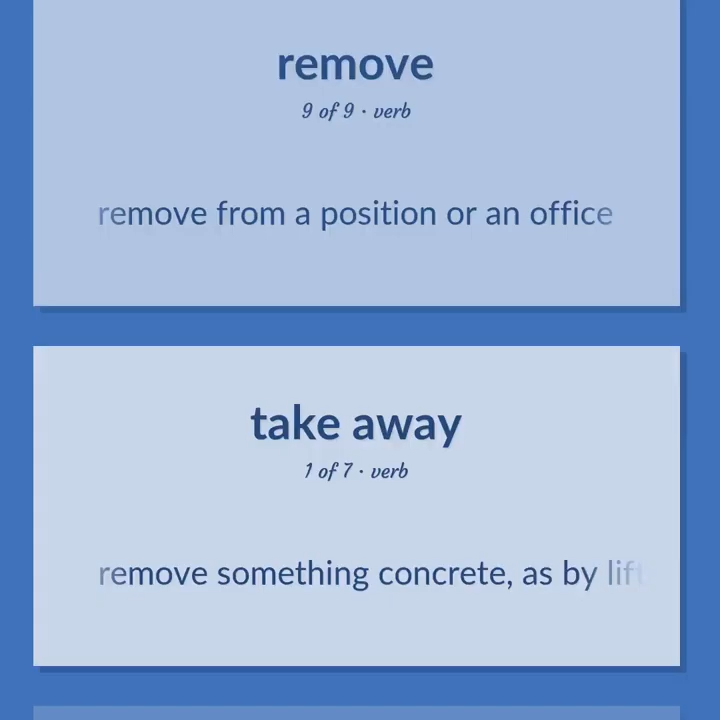 remove
9 of 9 · verb
remove from a position or an office
take away
1 of 7 · verb
remove something concrete, as by lift